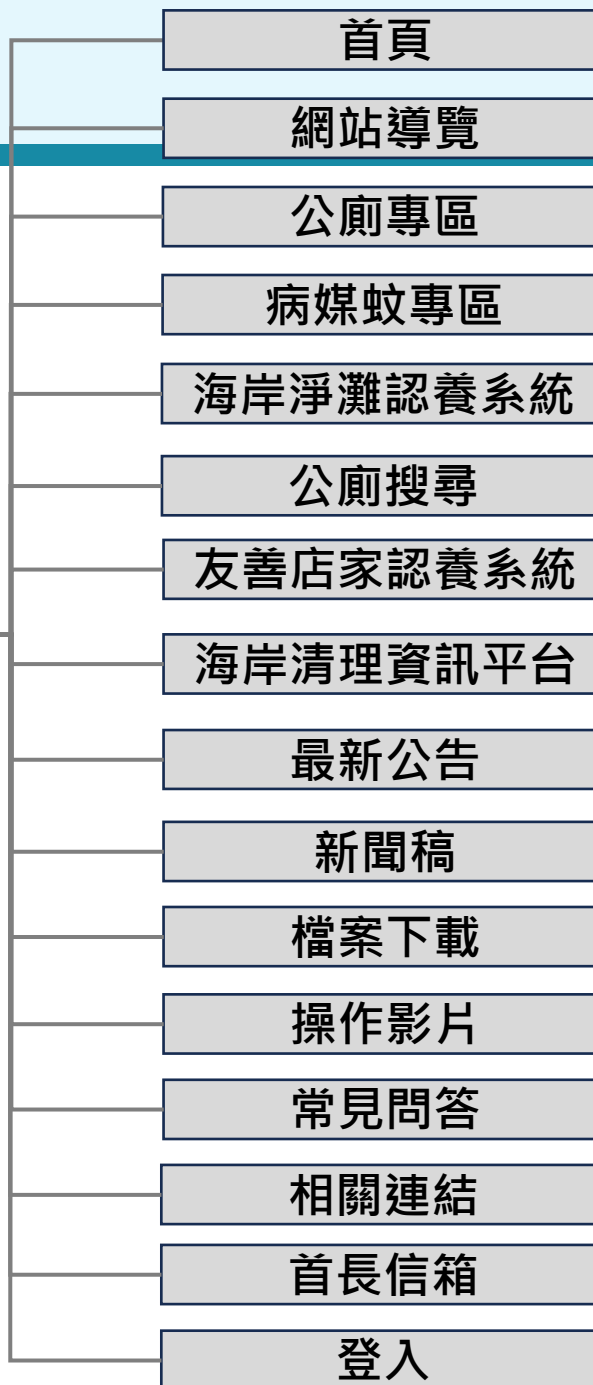 首頁
網站導覽
公廁專區
病媒蚊專區
海岸淨灘認養系統
公廁搜尋
友善店家認養系統
海岸清理資訊平台
最新公告
新聞稿
檔案下載
操作影片
常見問答
相關連結
首長信箱
登入